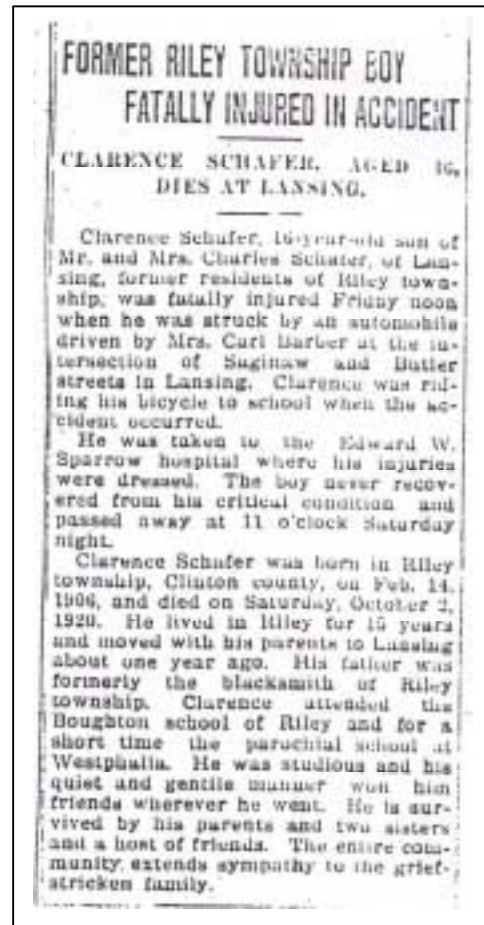 FORMER RILEY TOWNSHIP BOY
FATALLY INJURED IN ACCIDENT
CLARENCE SCHAFER, AGED 16,
DIES AT LANSING.
Clarence Schafer, 16-year-old son of
Mr. and Mrs. Charles Schafer, of Lan-
sing, former residents of Riley town-
ship, was fatally injured Friday noon
when he was struck by an automobile
driven by Mrs. Carl Barber at the in-
tersection of Saginaw and Butler
streets in Lansing. Clarence was rid-
ing his bicycle to school when the ac-
cident occurred.
He was taken to the Edward W.
Sparrow hospital where his injuries
were dressed. The boy never recov-
ered from his critical condition and
passed away at 11 o'clock Saturday
night.
Clarence Schafer was born in Riley
township, Clinton county, on Feb. 14,
and died on Saturday, October 2,
He lived in Riley for 15 years
and moved with his parents to Lansing
about one year ago. His father was
formerly the blacksmith of Riley
township. Clarence attended the
Boughton school of Riley and for a
short time the parochial school at
Westphalia. He was studious and his
quiet and gentile manner won him
friends wherever he went. He is sur-
vived by his parents and two sisters
and a host of friends. The entire com-
munity extends sympathy to the grief-
stricken family.